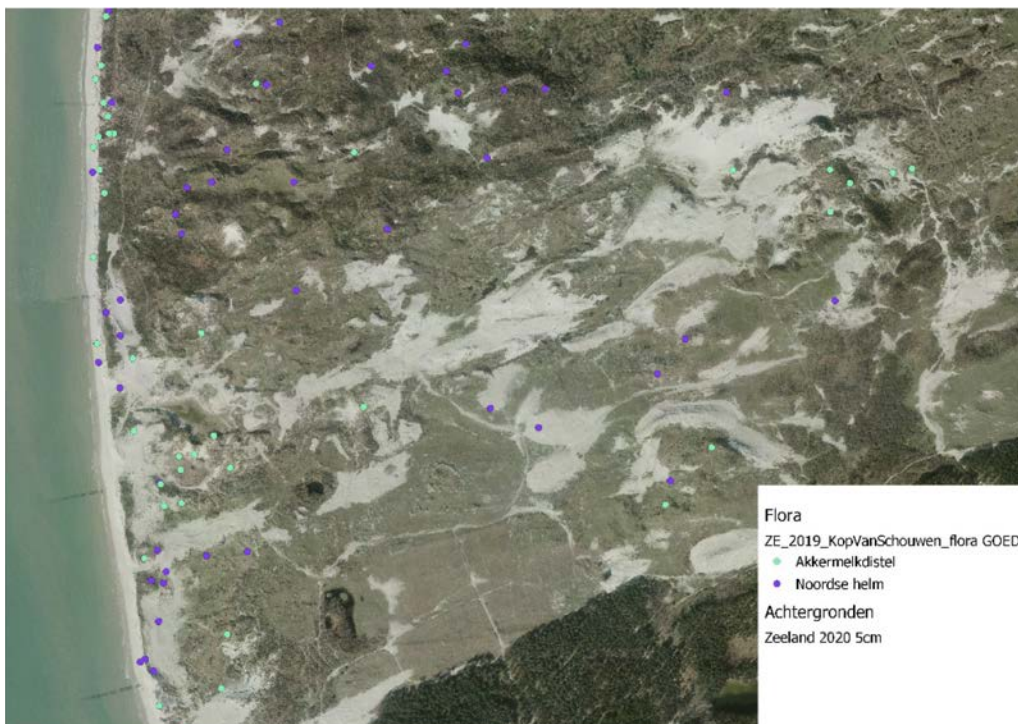 Flora
ZE_2019_KopVanSchouwen_flora GOED
Akkermelkdistel
Noordse helm
Achtergronden
Zeeland 2020 5cm